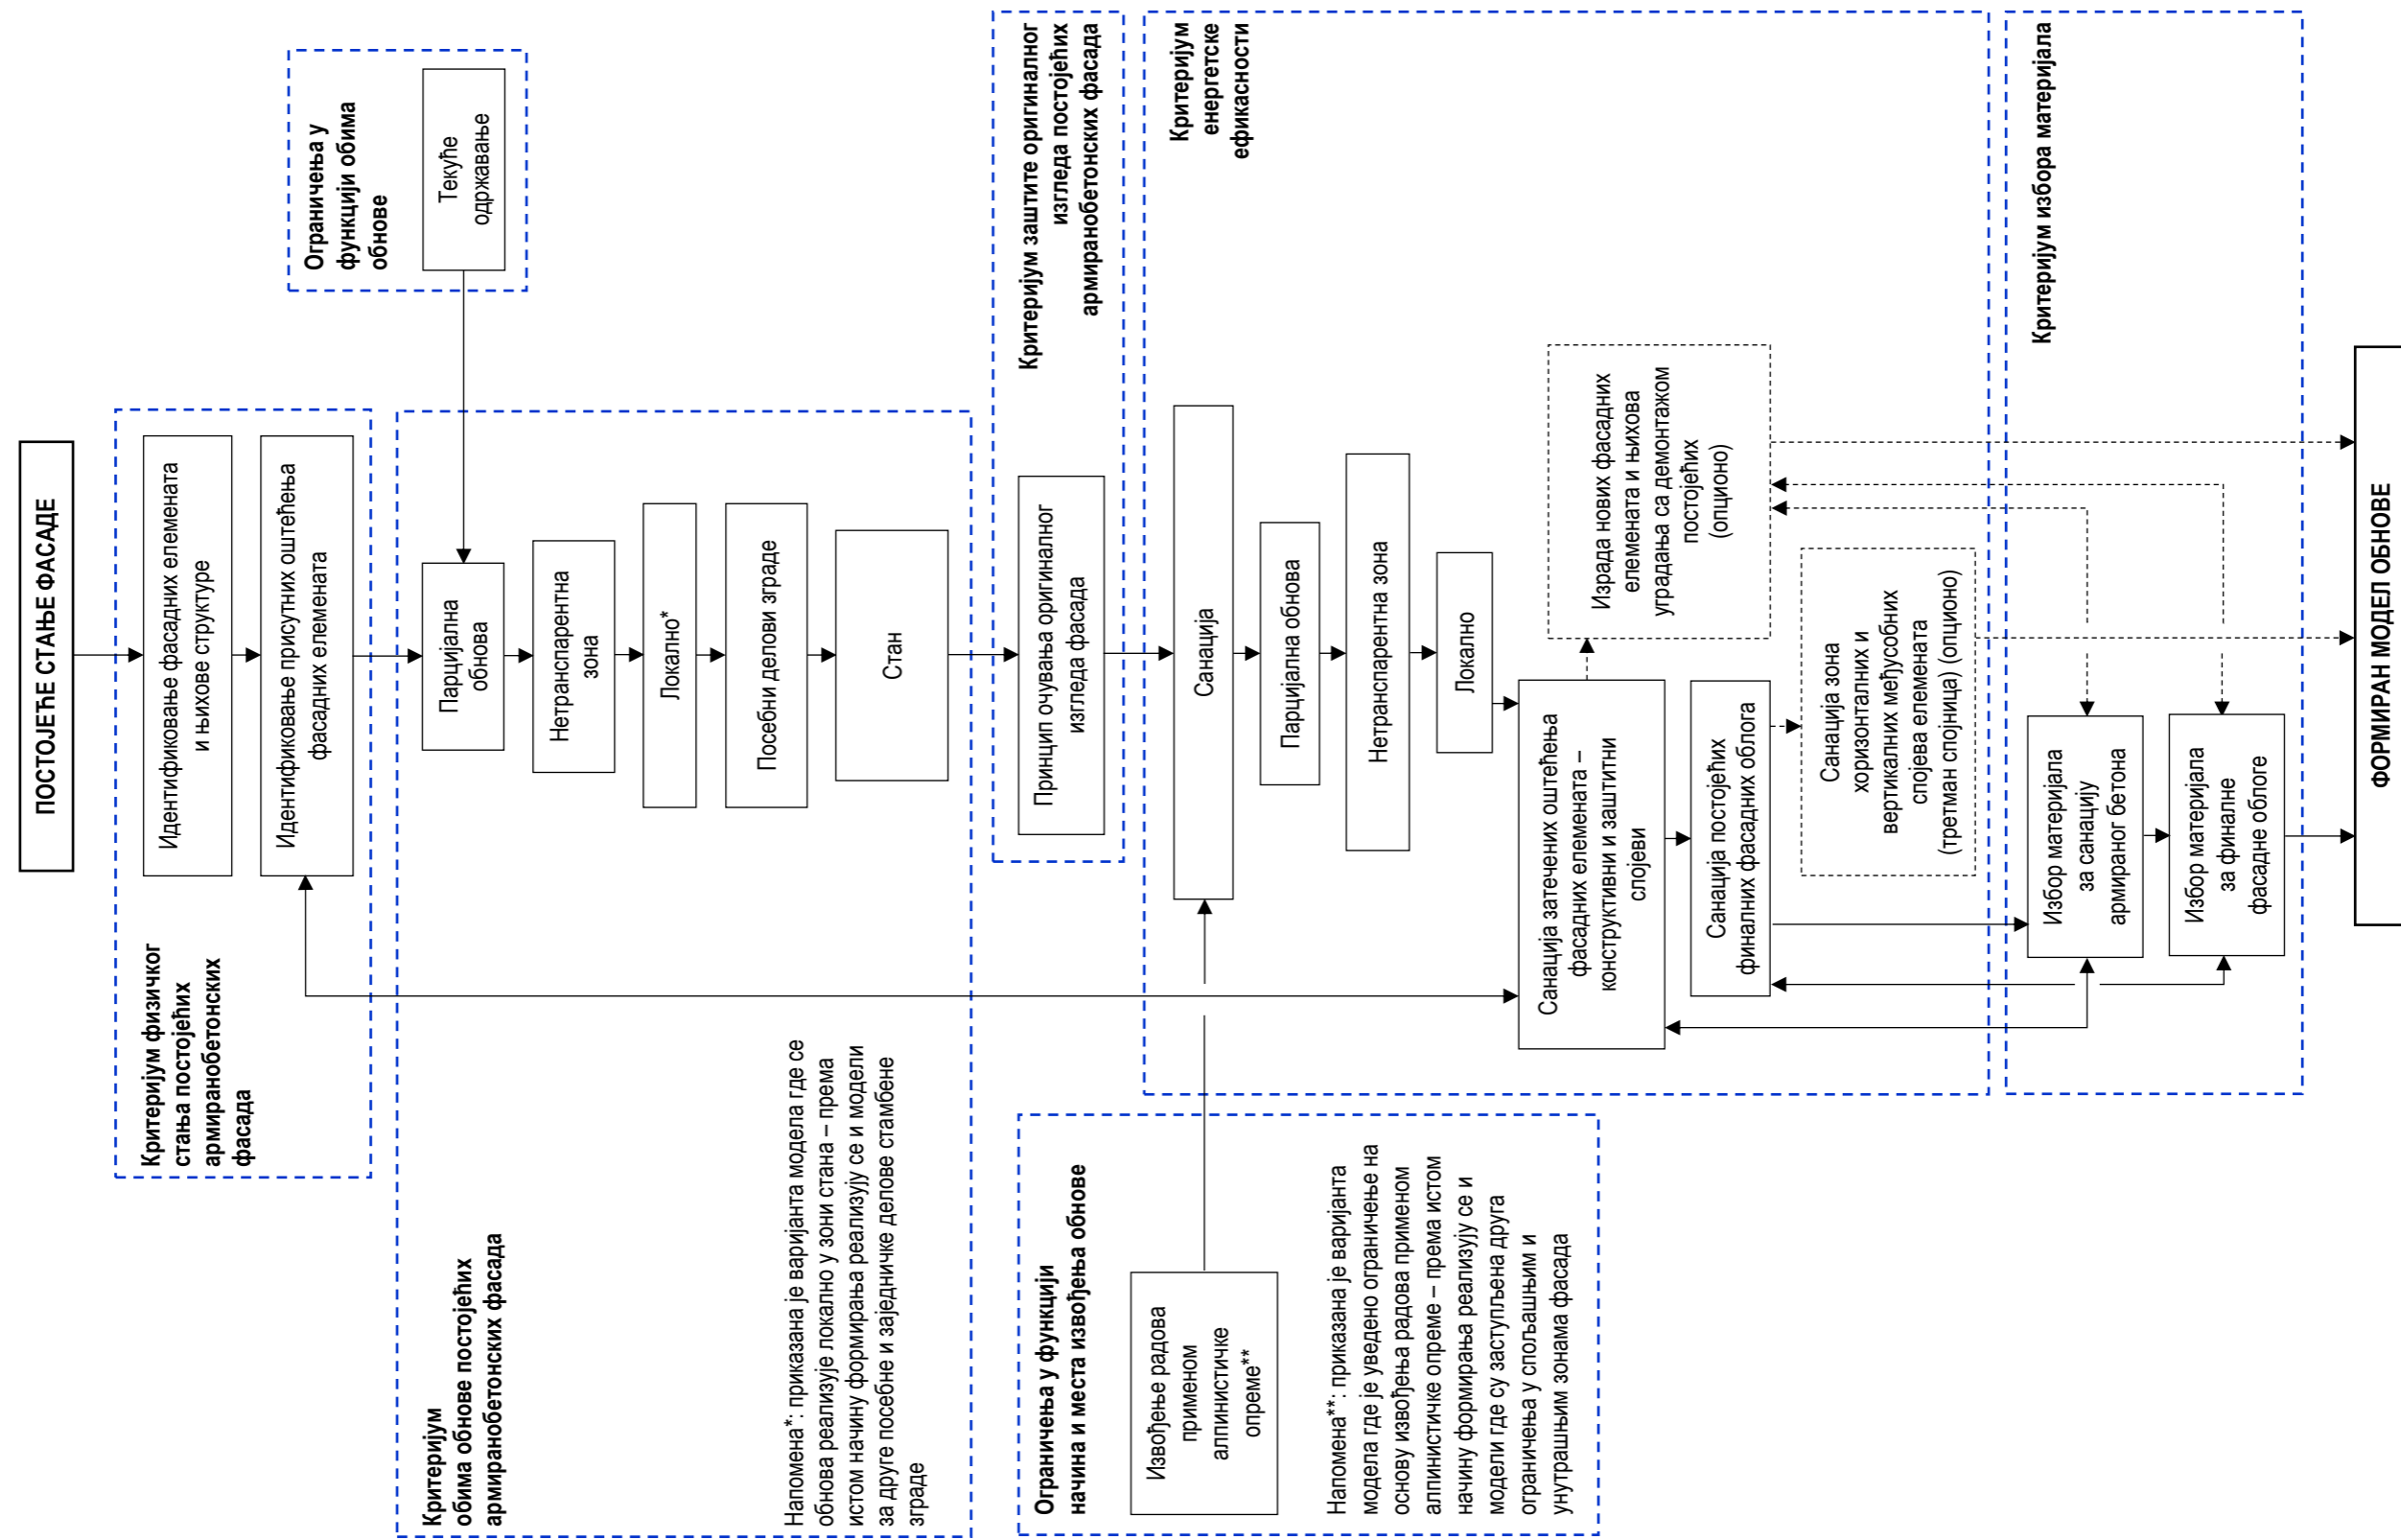 ПОСТОЈЕЋЕ СТАЊЕ ФАСАДЕ
Критеријум физичког
стања постојећих
армиранобетонских
фасада
Идентификовање фасадних елемената
и њихове структуре
Идентификовање присутних оштећења
фасадних елемената
Ограничења у
функцији обима
обнове
Текуће
одржавање
Критеријум
обима обнове постојећих
армиранобетонских фасада
Парцијална
обнова
Нетранспарентна
зона
Локално*
Посебни делови зграде
Стан
Напомена*: приказана је варијанта модела где се
обнова реализује локално у зони стана – према
истом начину формирања реализују се и модели
за друге посебне и заједничке делове стамбене
зграде
Критеријум заштите оригиналног
изгледа постојећих
армиранобетонских фасада
Принцип очувања оригиналног
изгледа фасада
Ограничења у функцији
начина и места извођења обнове
Извођење радова
применом
алпинистичке
опреме**
Напомена**: приказана је варијанта
модела где је уведено ограничење на
основу извођења радова применом
алпинистичке опреме – према истом
начину формирања реализују се и
модели где су заступљена друга
ограничења у спољашњим и
унутрашњим зонама фасада
Критеријум
енергетске
ефикасности
Санација
Парцијална обнова
Нетранспарентна зона
Локално
Санација затечених оштећења
фасадних елемената –
конструктивни и заштитни
слојеви
Израда нових фасадних
елемената и њихова
уградања са демонтажом
постојећих
(опционо)
Санација постојећих
финалних фасадних облога
Санација зона
хоризонталних и
вертикалних међусобних
спојева елемената
(третман спојница) (опционо)
Критеријум избора материјала
Избор материјала
за санацију
армираног бетона
Избор материјала
за финалне
фасадне облоге
ФОРМИРАН МОДЕЛ ОБНОВЕ